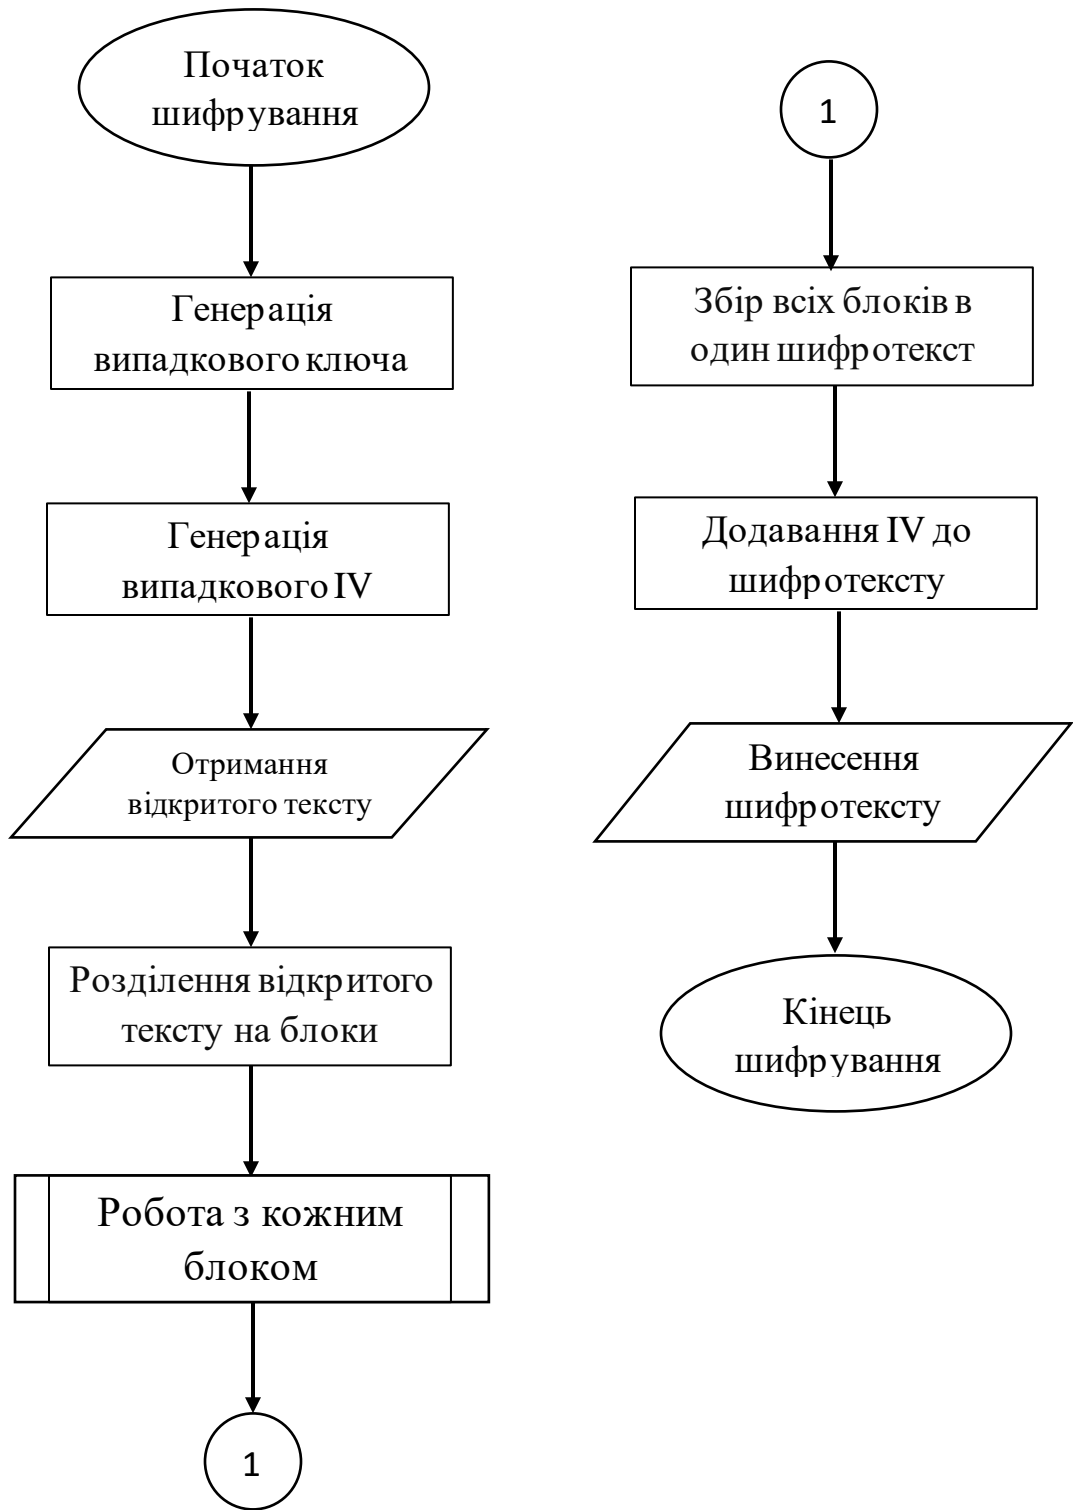 Початок
шифрування
Генерація
випадкового ключа
Генерація
випадкового IV
Отримання
відкритого тексту
Розділення відкритого
тексту на блоки
Робота з кожним
блоком
1
1
Збір всіх блоків в
один шифротекст
Додавання IV до
шифротексту
Винесення
шифротексту
Кінець
шифрування